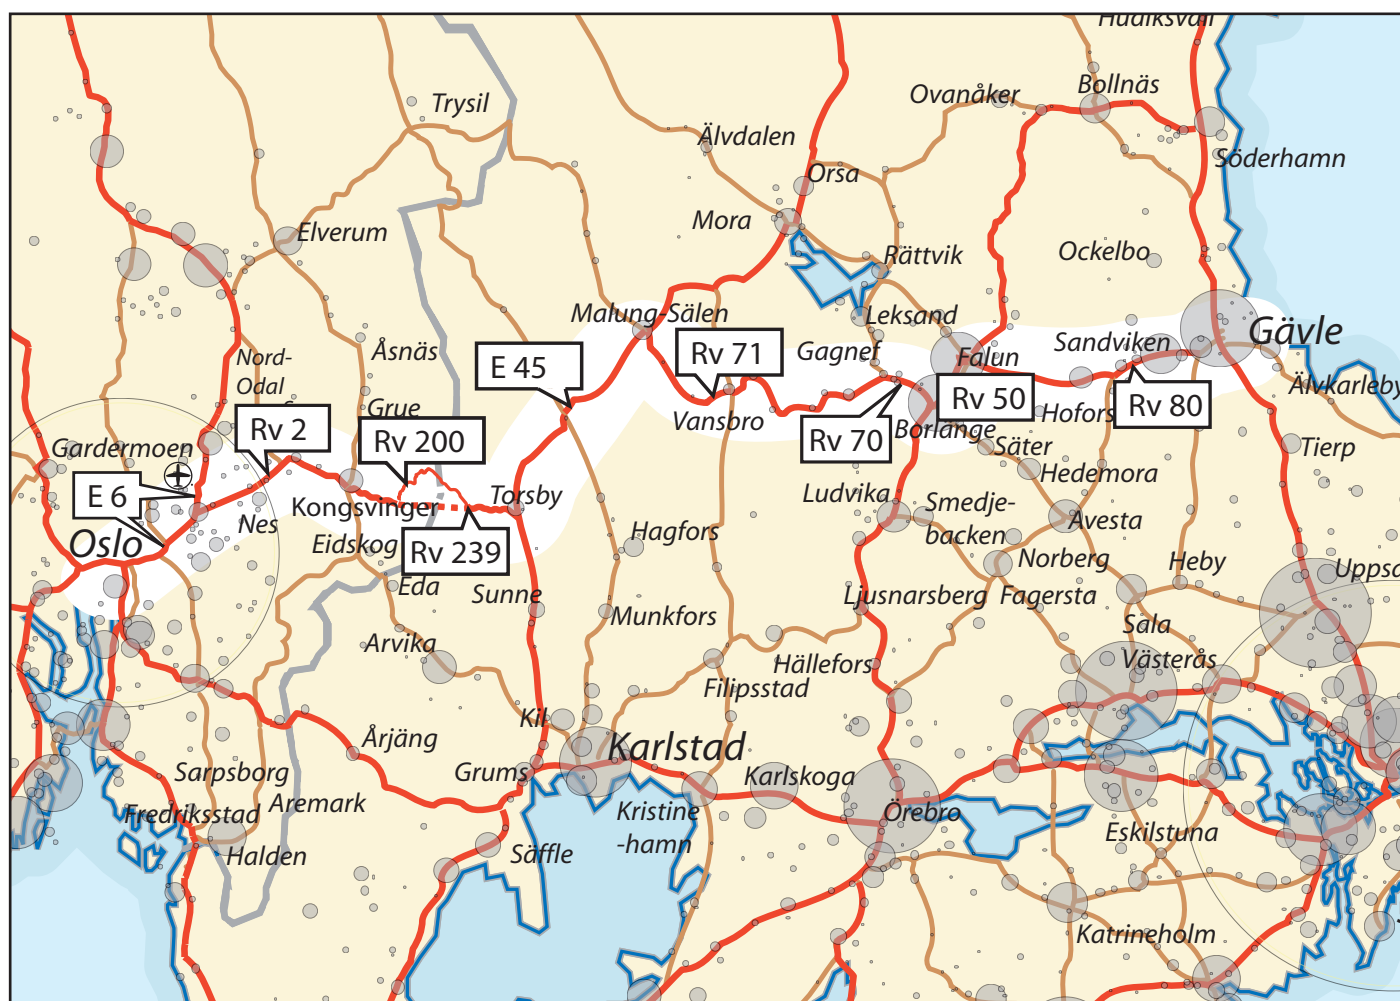 Hudiksvall
Trysil
Ovanåker
Bollnäs
Älvdalen
Söderhamn
Orsa
Mora
Elverum
Ockelbo
Rättvik
Malung-Sälen
Leksand
Gävle
Nord-
Odal
Åsnäs
E 45
Rv 71
Gagnef
Falun
Sandviken
Älvkarleby
Grue
Rv 2
Rv 200
Vansbro
Rv 70
Rv 50
Borlänge
Hofors
Rv 80
Gardermoen
Säter
Tierp
Hedemora
E 6
Nes
Kongsvinger
Torsby
Ludvika
Smedje-
backen
Avesta
Oslo
Eidskog
Rv 239
Hagfors
Norberg
Heby
Uppsa
Eda
Sunne
Munkfors
Ljusnarsberg
Fagersta
Arvika
Sala
Västerås
Hällefors
Filipsstad
Kil
Årjäng
Karlstad
Grums
Karlskoga
Sarpsborg
Aremark
Fredriksstad
Kristine
-hamn
Örebro
Eskilstuna
Halden
Säffle
Katrineholm